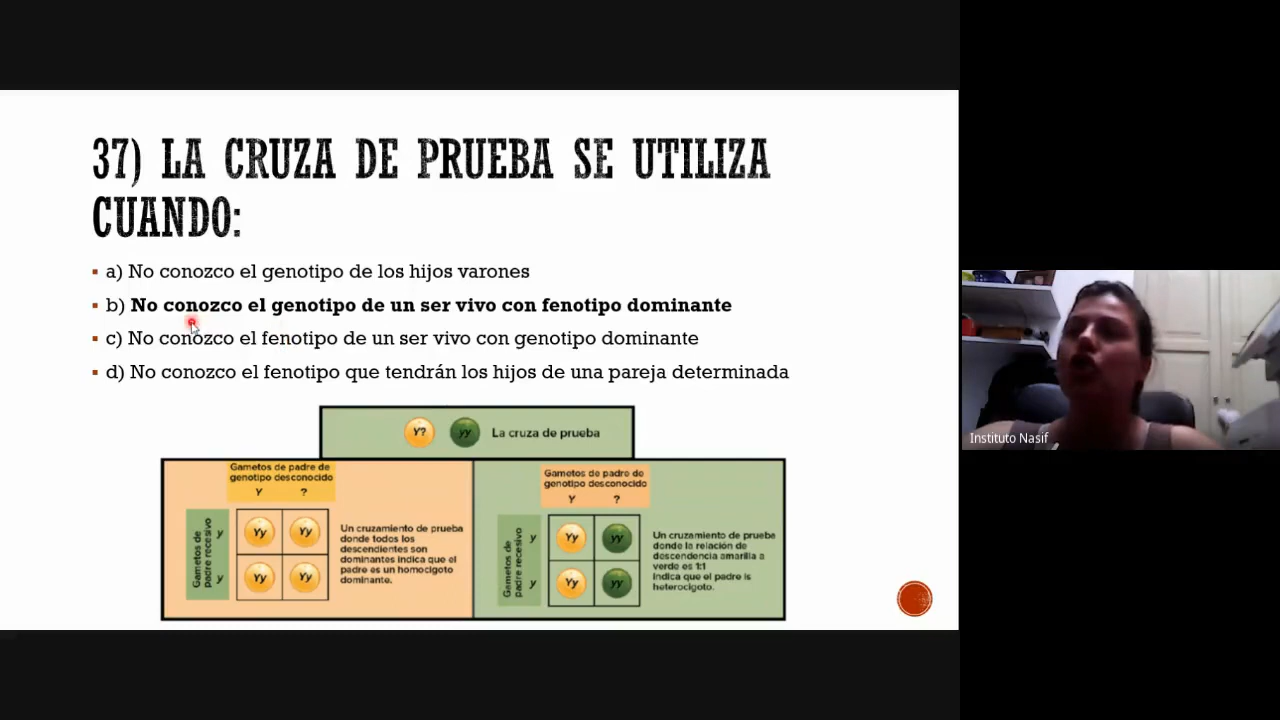 37) LA CRUZA DE PRUEBA SE UTILIZA
CUANDO:
a) No conozco el genotipo de los hijos varones
b) No conozco el genotipo de un ser vivo con fenotipo dominante
c) No conozco el fenotipo de un ser vivo con genotipo dominante
d) No conozco el fenotipo que tendrán los hijos de una pareja determinada
Y? yy La cruza de prueba
Gametos de padre de
genotipo desconocido
Y ?
Gametos de
padre recesivo
y
y
Yy Yy
Yy Yy
Un cruzamiento de prueba
donde todos los
descendientes son
dominantes indica que el
padre es un homocigoto
dominante.
Gametos de padre de
genotipo desconocido
Y ?
Gametos de
padre recesivo
y
y
Yy yy
Yy yy
Un cruzamiento de prueba
donde la relación de
descendencia amarilla a
verde es 1:1
indica que el padre is
heterocigoto.
Instituto Nasif